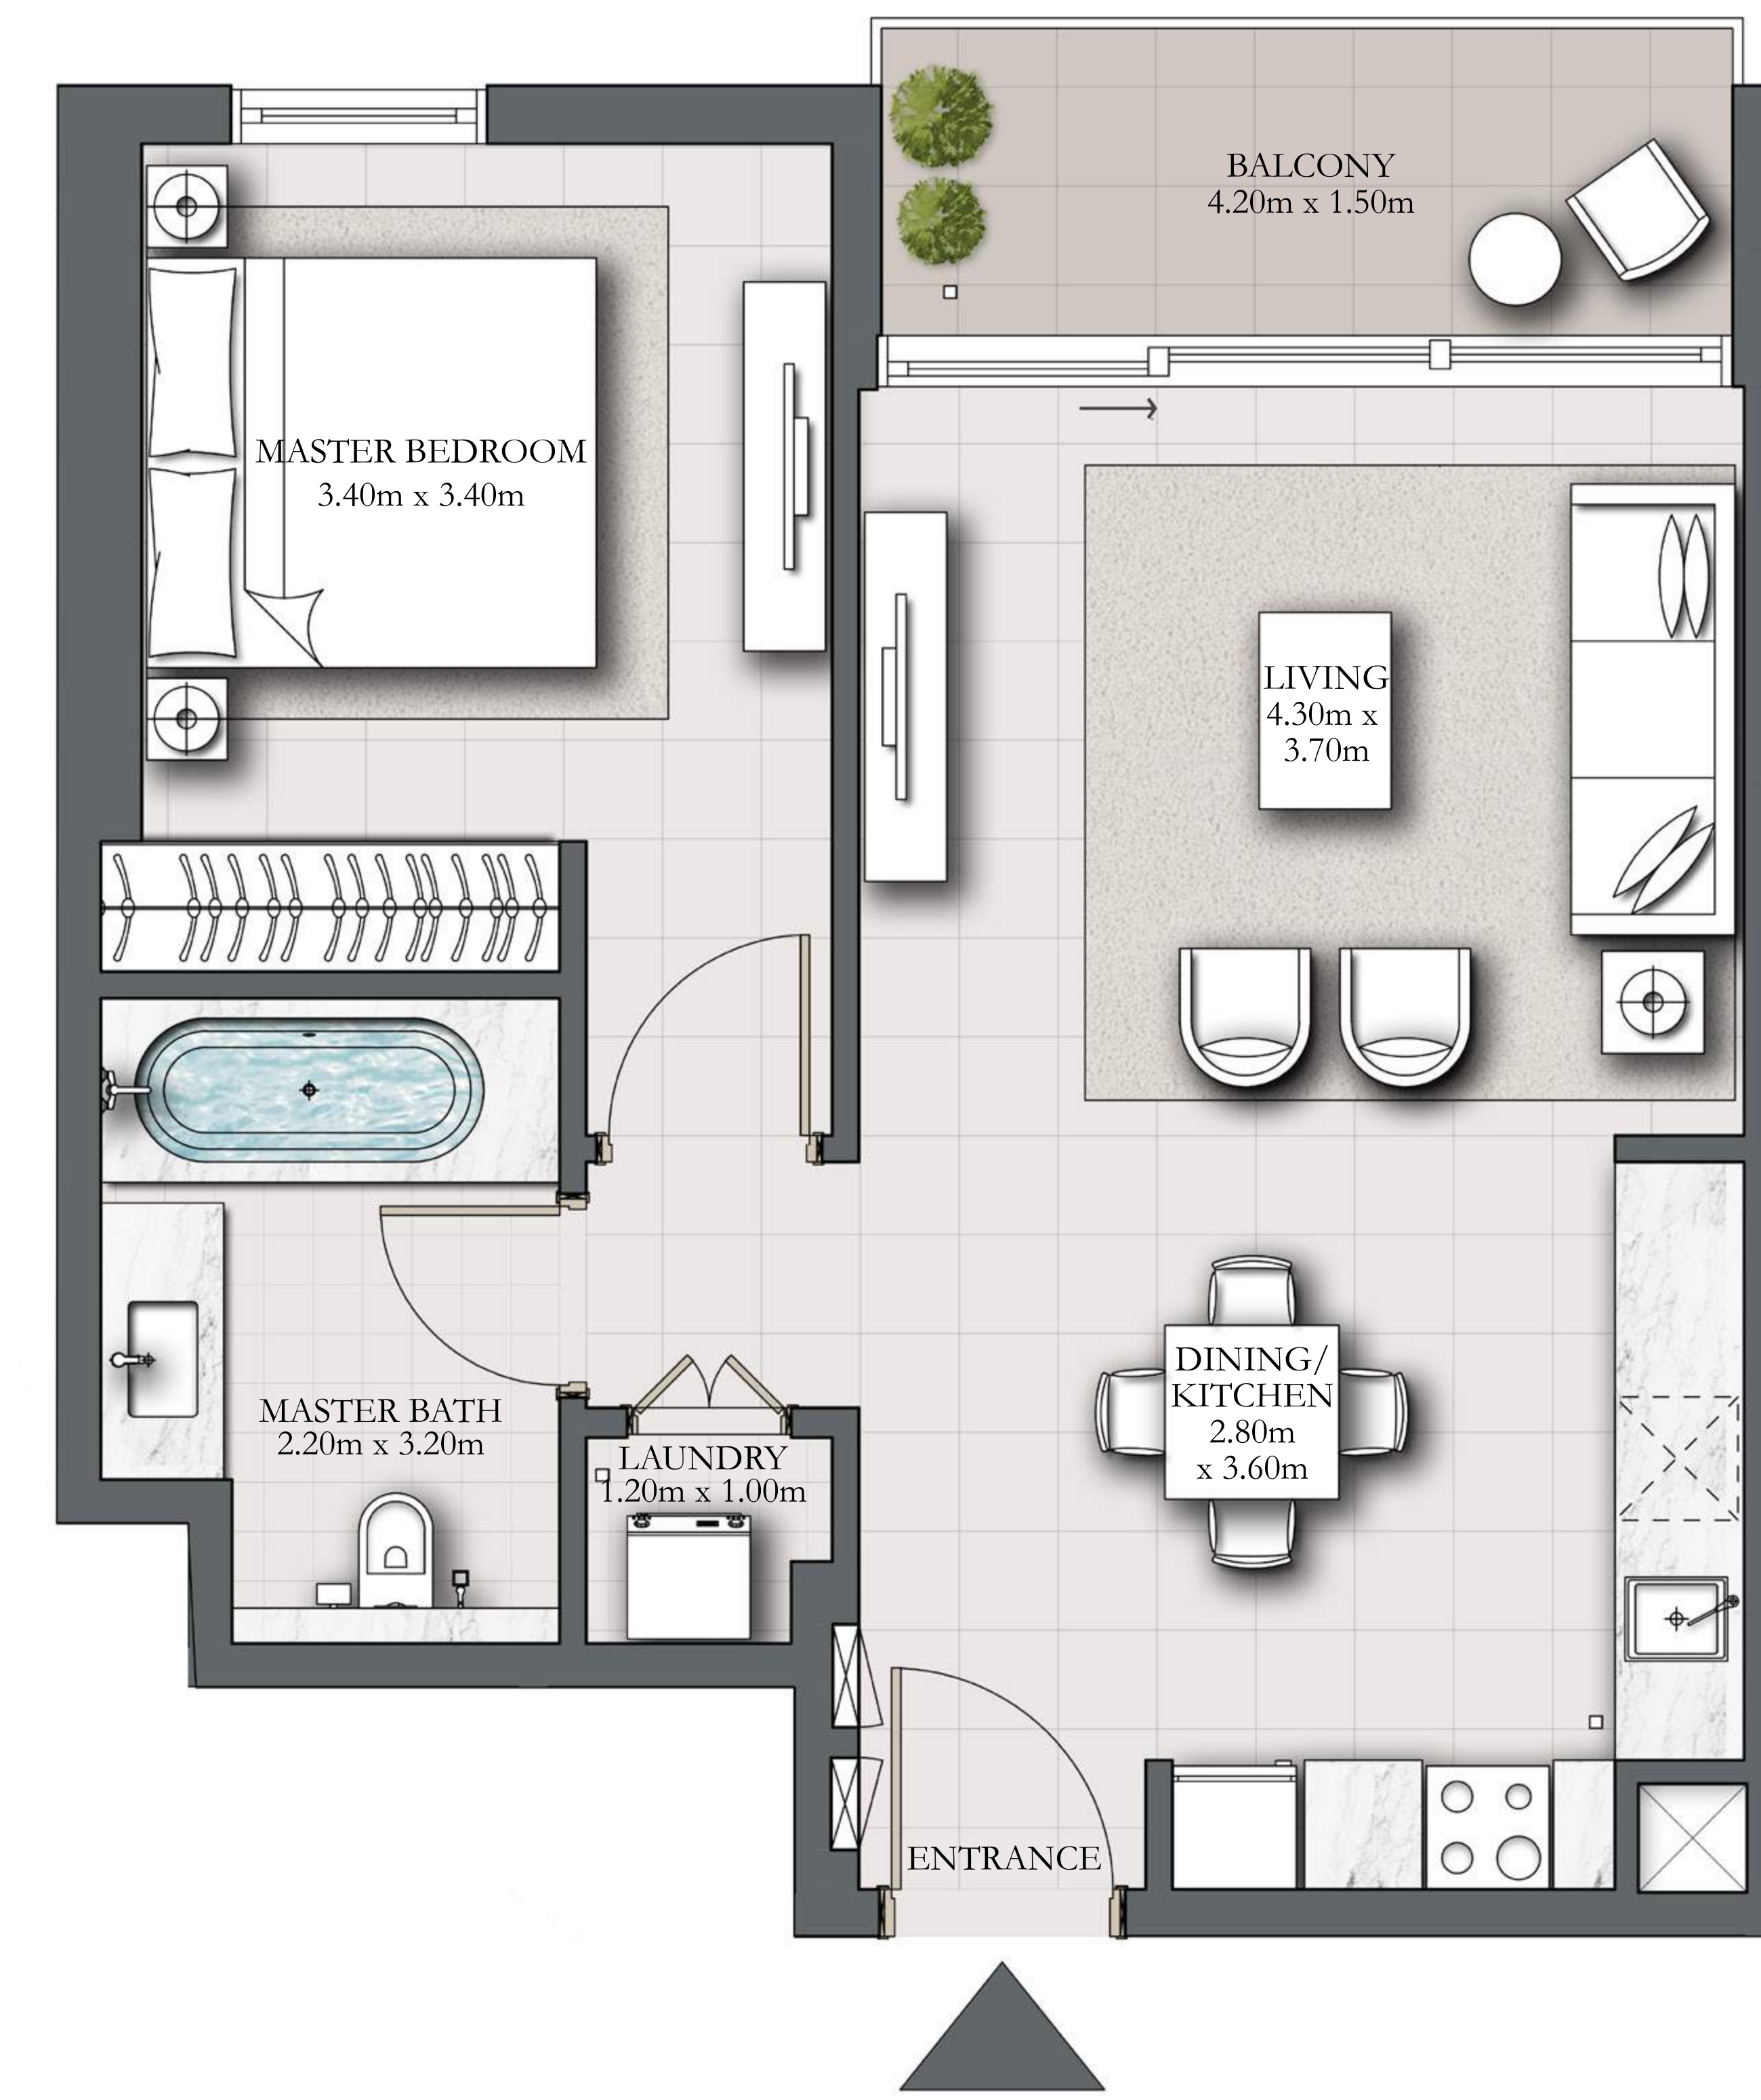 BALCONY
4.20m x 1.50m
MASTER BEDROOM
3.40m x 3.40m
LIVING
4.30m x
3.70m
DINING/
KITCHEN
2.80m
x 3.60m
MASTER BATH
2.20m x 3.20m
LAUNDRY
1.20m x 1.00m
ENTRANCE